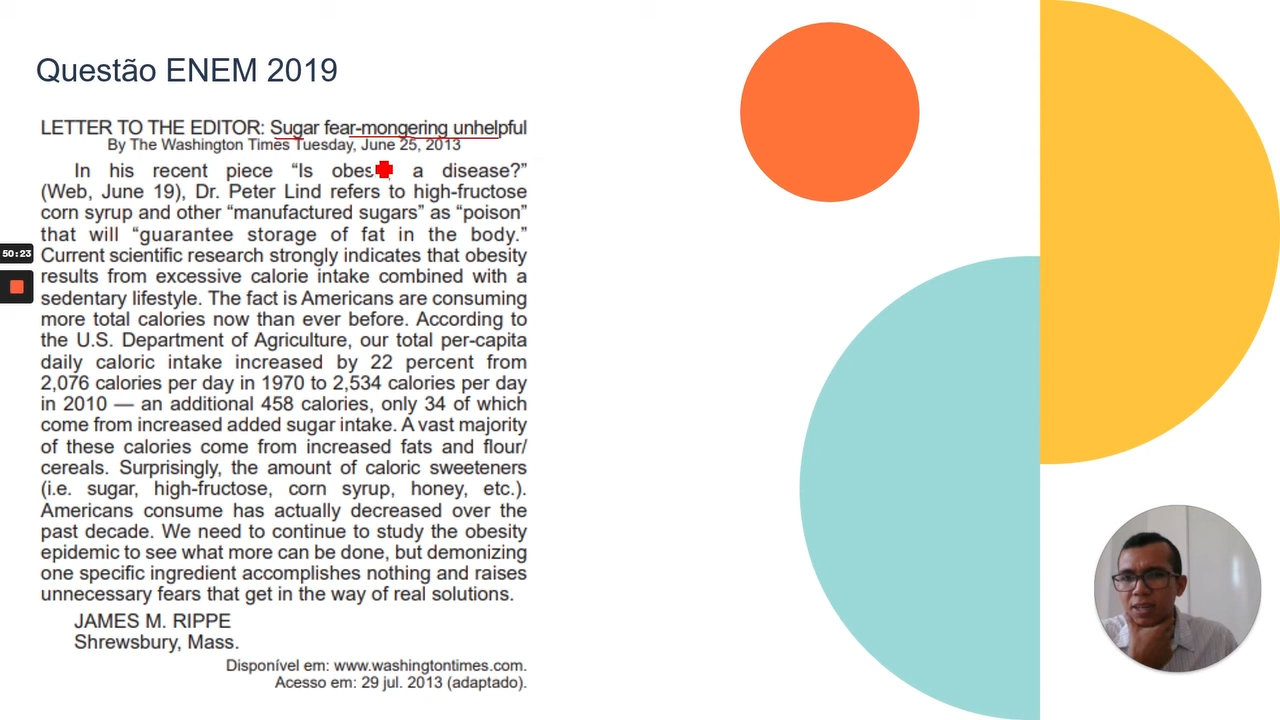 Questão ENEM 2019
LETTER TO THE EDITOR: Sugar fear-mongering unhelpful
By The Washington Times Tuesday, June 25, 2013
In his recent piece “Is obes a disease?”
(Web, June 19), Dr. Peter Lind refers to high-fructose
corn syrup and other “manufactured sugars” as “poison”
that will “guarantee storage of fat in the body.”
50:23
Current scientific research strongly indicates that obesity
results from excessive calorie intake combined with a
sedentary lifestyle. The fact is Americans are consuming
more total calories now than ever before. According to
the U.S. Department of Agriculture, our total per-capita
daily caloric intake increased by 22 percent from
2,076 calories per day in 1970 to 2,534 calories per day
in 2010 — an additional 458 calories, only 34 of which
come from increased added sugar intake. A vast majority
of these calories come from increased fats and flour/
cereals. Surprisingly, the amount of caloric sweeteners
(i.e. sugar, high-fructose, corn syrup, honey, etc.).
Americans consume has actually decreased over the
past decade. We need to continue to study the obesity
epidemic to see what more can be done, but demonizing
one specific ingredient accomplishes nothing and raises
unnecessary fears that get in the way of real solutions.
JAMES M. RIPPE
Shrewsbury, Mass.
Disponível em: www.washingtontimes.com.
Acesso em: 29 jul. 2013 (adaptado).